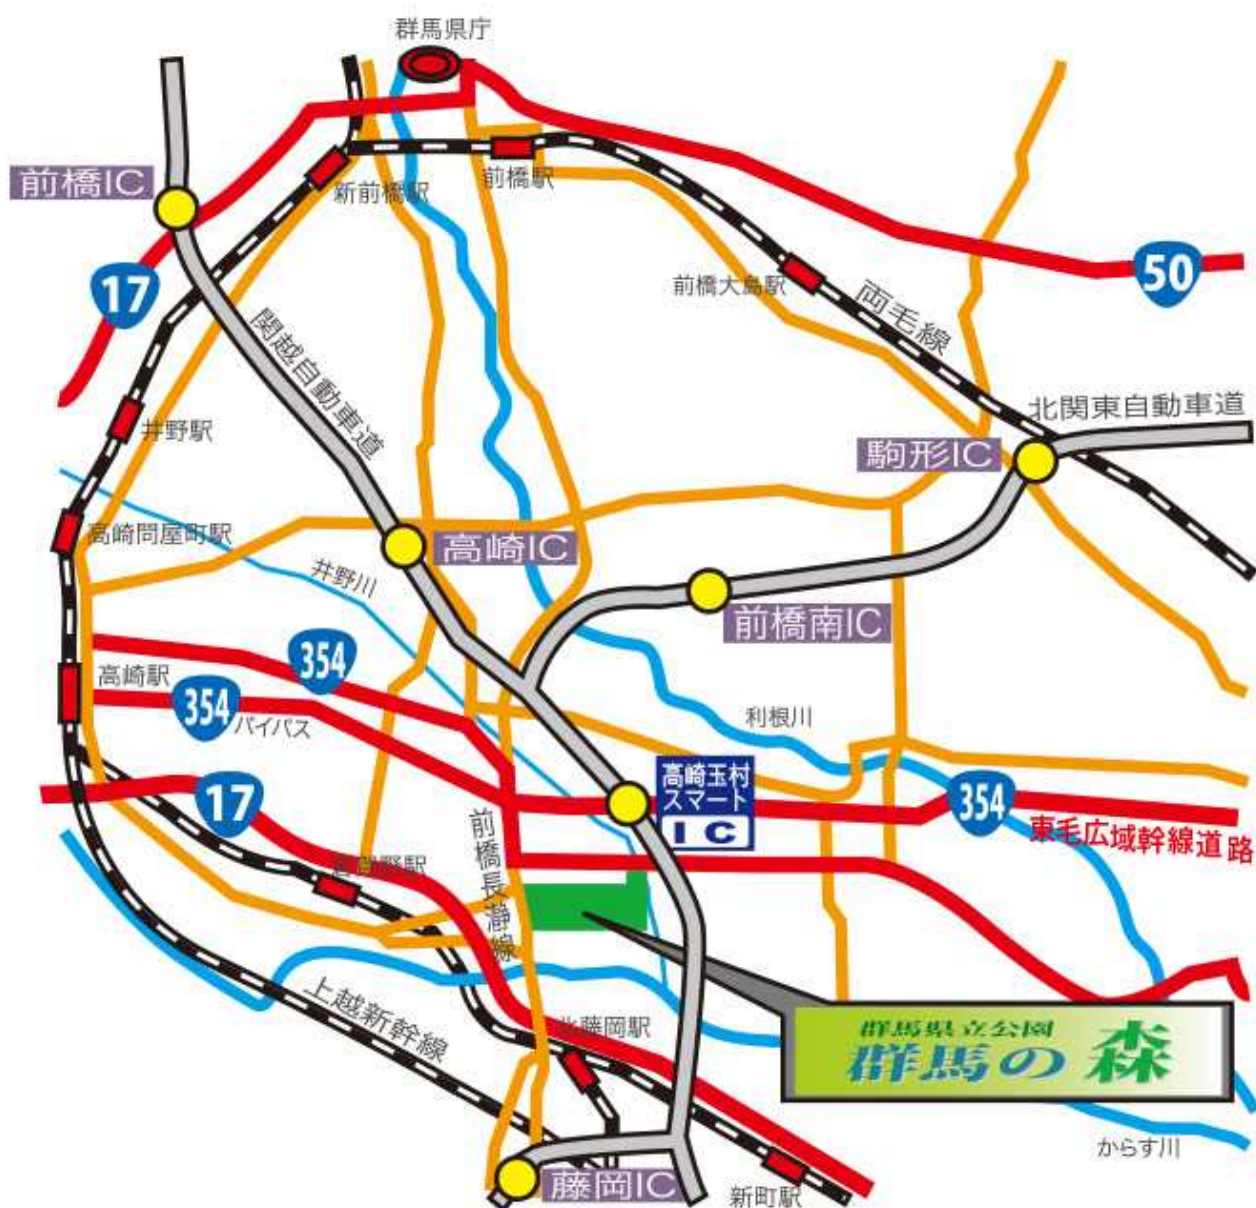 群馬県庁
前橋IC
新前橋駅
前橋駅
17
前橋大島駅
50
両毛線
関越自動車道
北関東自動車道
井野駅
駒形IC
高崎問屋町駅
高崎IC
井野川
前橋南IC
354
高崎駅
354
バイパス
利根川
高崎玉村
スマート
IC
17
354
東毛広域幹線道路
前橋長瀞線
上越新幹線
北藤岡駅
群馬県立公園
群馬の森
からす川
藤岡IC
新町駅